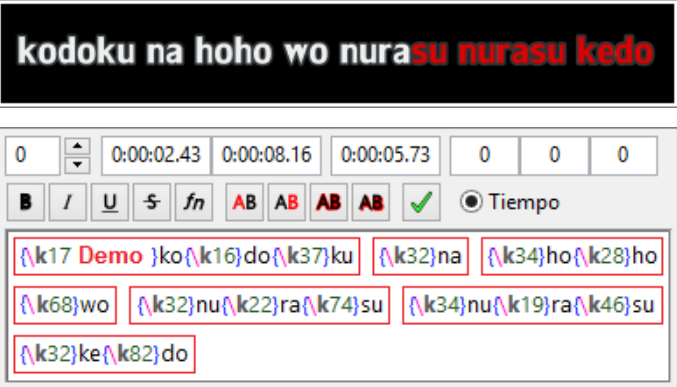 kodoku na hoho wo nurasu nurasu kedo
0 0:00:02.43 0:00:08.16 0:00:05.73 0 0 0
B I U S fn AB AB AB AB Tiempo
{\k17 Demo }ko{\k16}do{\k37}ku {\k32}na {\k34}ho{\k28}ho
{\k68}wo {\k32}nu{\k22}ra{\k74}su {\k34}nu{\k19}ra{\k46}su
{\k32}ke{\k82}do